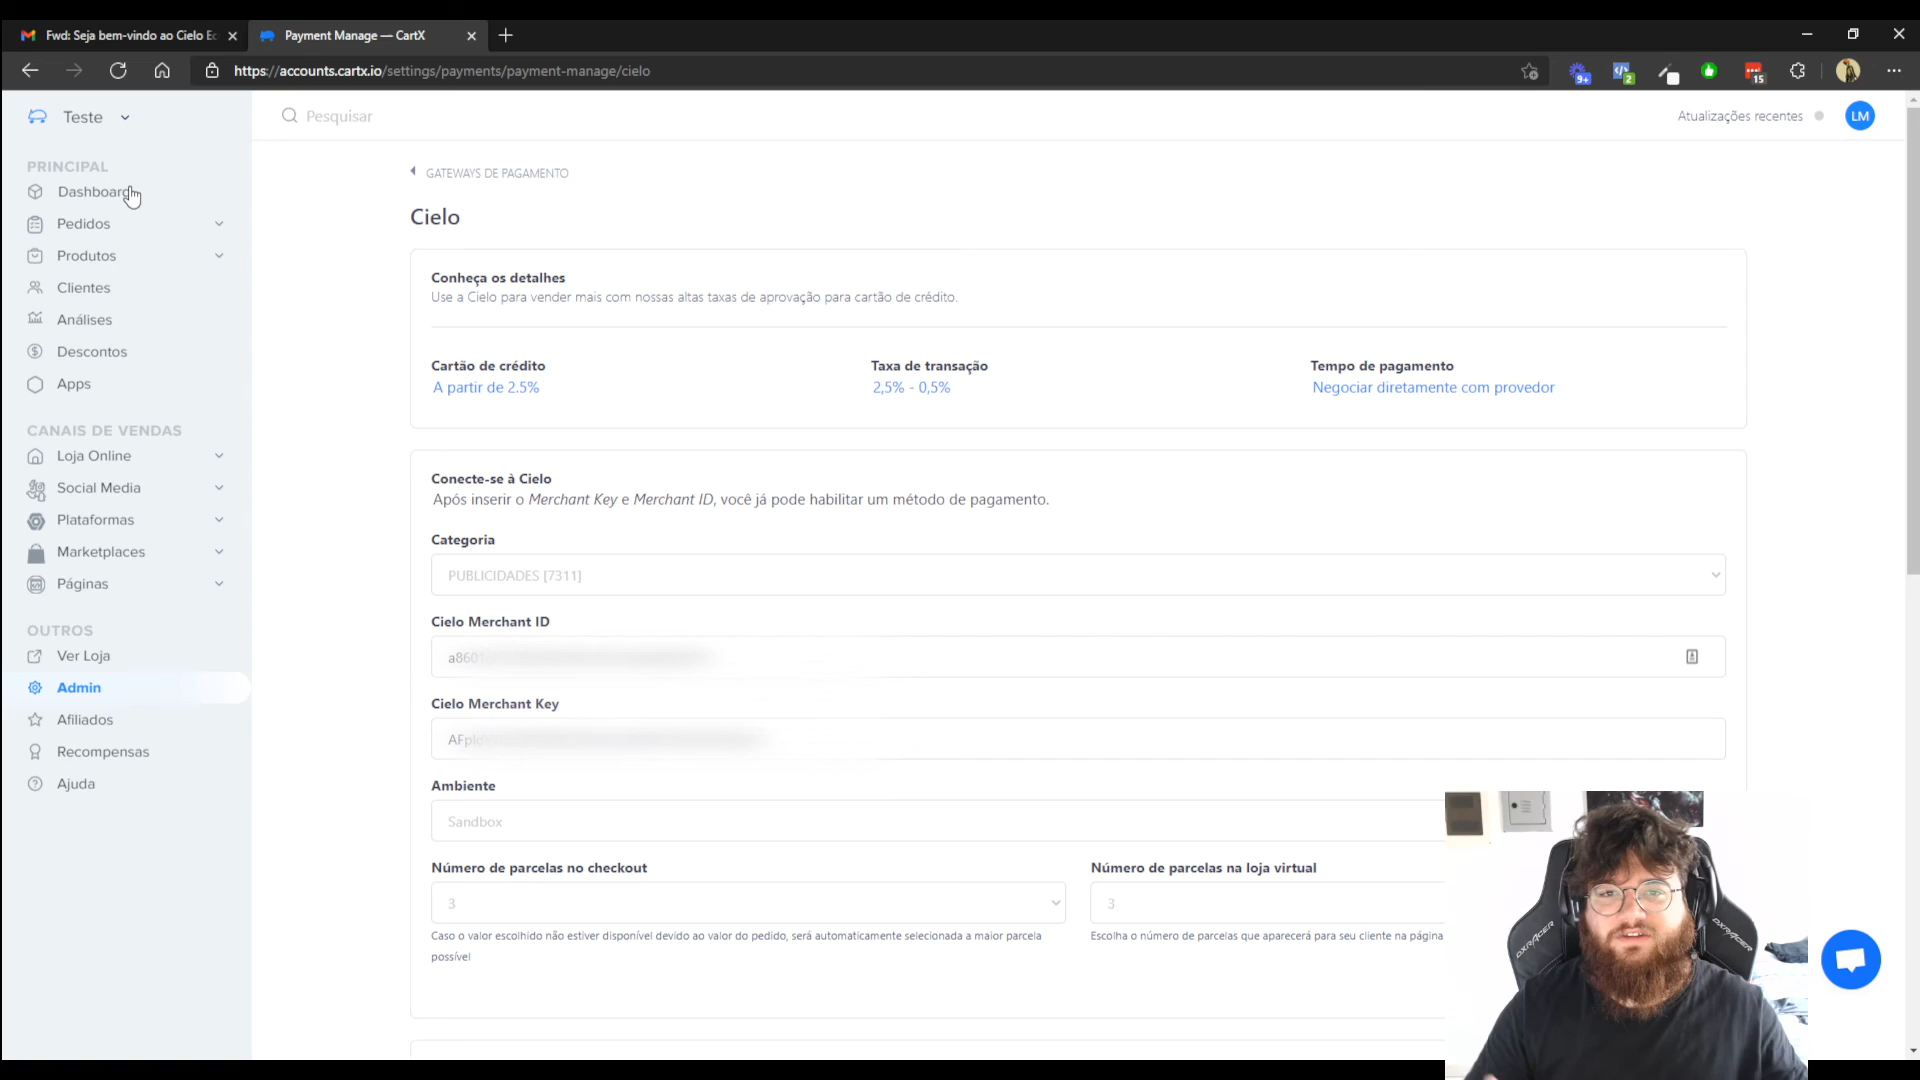 Fwd: Seja bem-vindo ao Cielo Ec
Payment Manage — CartX
https://accounts.cartx.io/settings/payments/payment-manage/cielo
9+
2
15
Teste
Pesquisar
Atualizações recentes
LM
PRINCIPAL
Dashboard
Pedidos
Produtos
Clientes
Análises
Descontos
Apps
CANAIS DE VENDAS
Loja Online
Social Media
Plataformas
Marketplaces
Páginas
OUTROS
Ver Loja
Admin
Afiliados
Recompensas
Ajuda
GATEWAYS DE PAGAMENTO
Cielo
Conheça os detalhes
Use a Cielo para vender mais com nossas altas taxas de aprovação para cartão de crédito.
Cartão de crédito
A partir de 2.5%
Taxa de transação
2,5% - 0,5%
Tempo de pagamento
Negociar diretamente com provedor
Conecte-se à Cielo
Após inserir o Merchant Key e Merchant ID, você já pode habilitar um método de pagamento.
Categoria
PUBLICIDADES [7311]
Cielo Merchant ID
a8601
Cielo Merchant Key
Ambiente
Sandbox
Número de parcelas no checkout
3
Caso o valor escolhido não estiver disponível devido ao valor do pedido, será automaticamente selecionada a maior parcela
possível
Número de parcelas na loja virtual
3
Escolha o número de parcelas que aparecerá para seu cliente na página
DXRACER
DXRACER